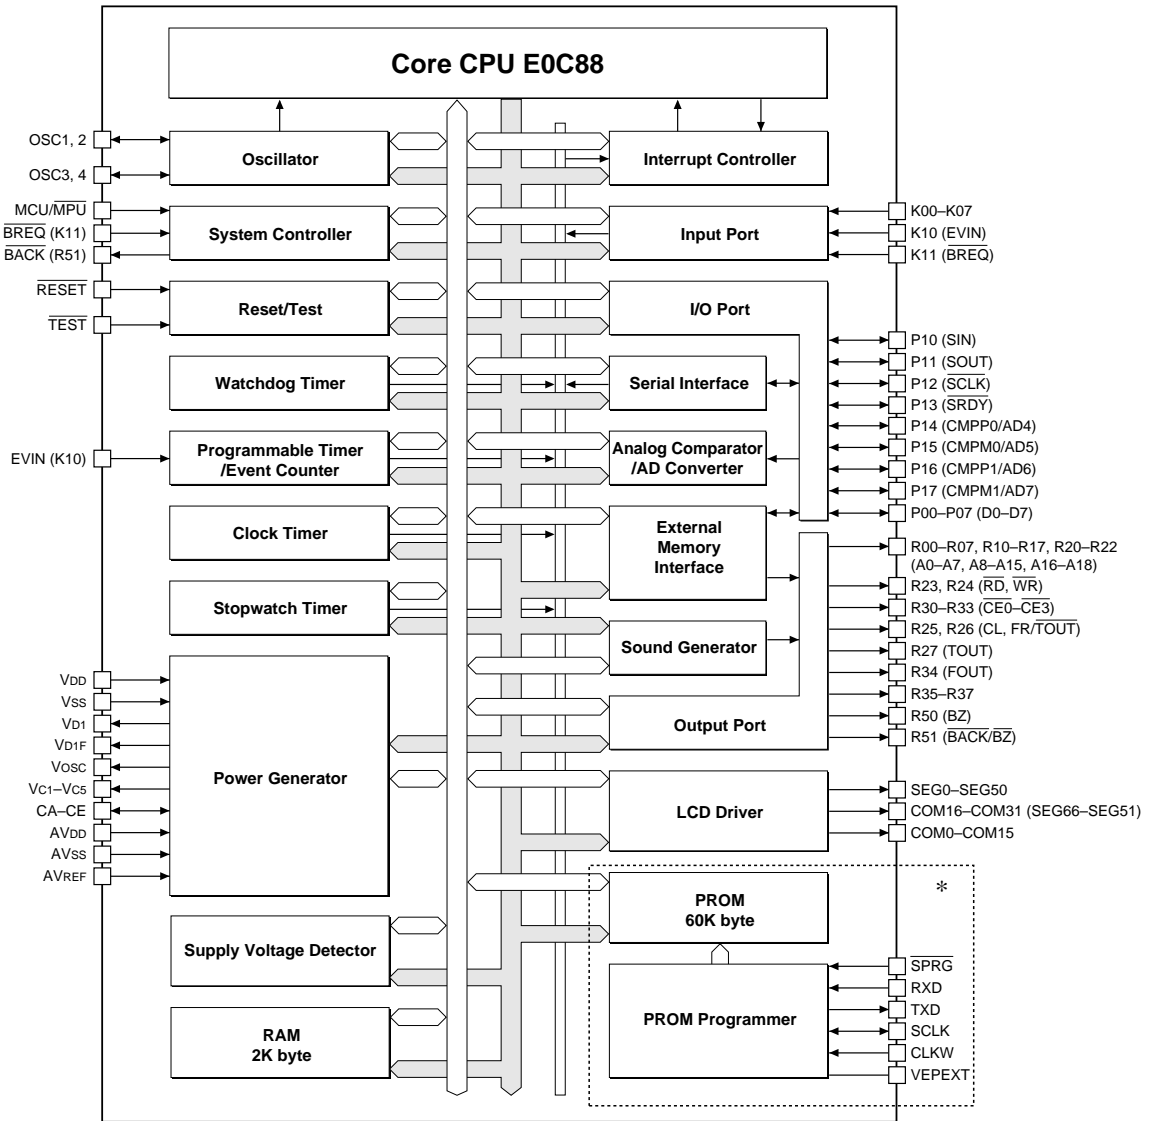 Core CPU E0C88
OSC1, 2
OSC3, 4
Oscillator
Interrupt Controller
MCU/MPU
BREQ (K11)
BACK (R51)
System Controller
Input Port
K00–K07
K10 (EVIN)
K11 (BREQ)
RESET
TEST
Reset/Test
I/O Port
P10 (SIN)
P11 (SOUT)
P12 (SCLK)
P13 (SRDY)
P14 (CMPP0/AD4)
P15 (CMPM0/AD5)
P16 (CMPP1/AD6)
P17 (CMPM1/AD7)
P00–P07 (D0–D7)
Watchdog Timer
Serial Interface
EVIN (K10)
Programmable Timer
/Event Counter
Analog Comparator
/AD Converter
Clock Timer
External
Memory
Interface
R00–R07, R10–R17, R20–R22
(A0–A7, A8–A15, A16–A18)
R23, R24 (RD, WR)
R30–R33 (CE0–CE3)
R25, R26 (CL, FR/TOUT)
R27 (TOUT)
R34 (FOUT)
R35–R37
R50 (BZ)
R51 (BACK/BZ)
Stopwatch Timer
Sound Generator
Output Port
VDD
VSS
VD1
VD1F
VOSC
VC1–VC5
CA–CE
AVDD
AVSS
AVREF
Power Generator
LCD Driver
SEG0–SEG50
COM16–COM31 (SEG66–SEG51)
COM0–COM15
PROM
60K byte
*
Supply Voltage Detector
PROM Programmer
SPRG
RXD
TXD
SCLK
CLKW
VEPEXT
RAM
2K byte